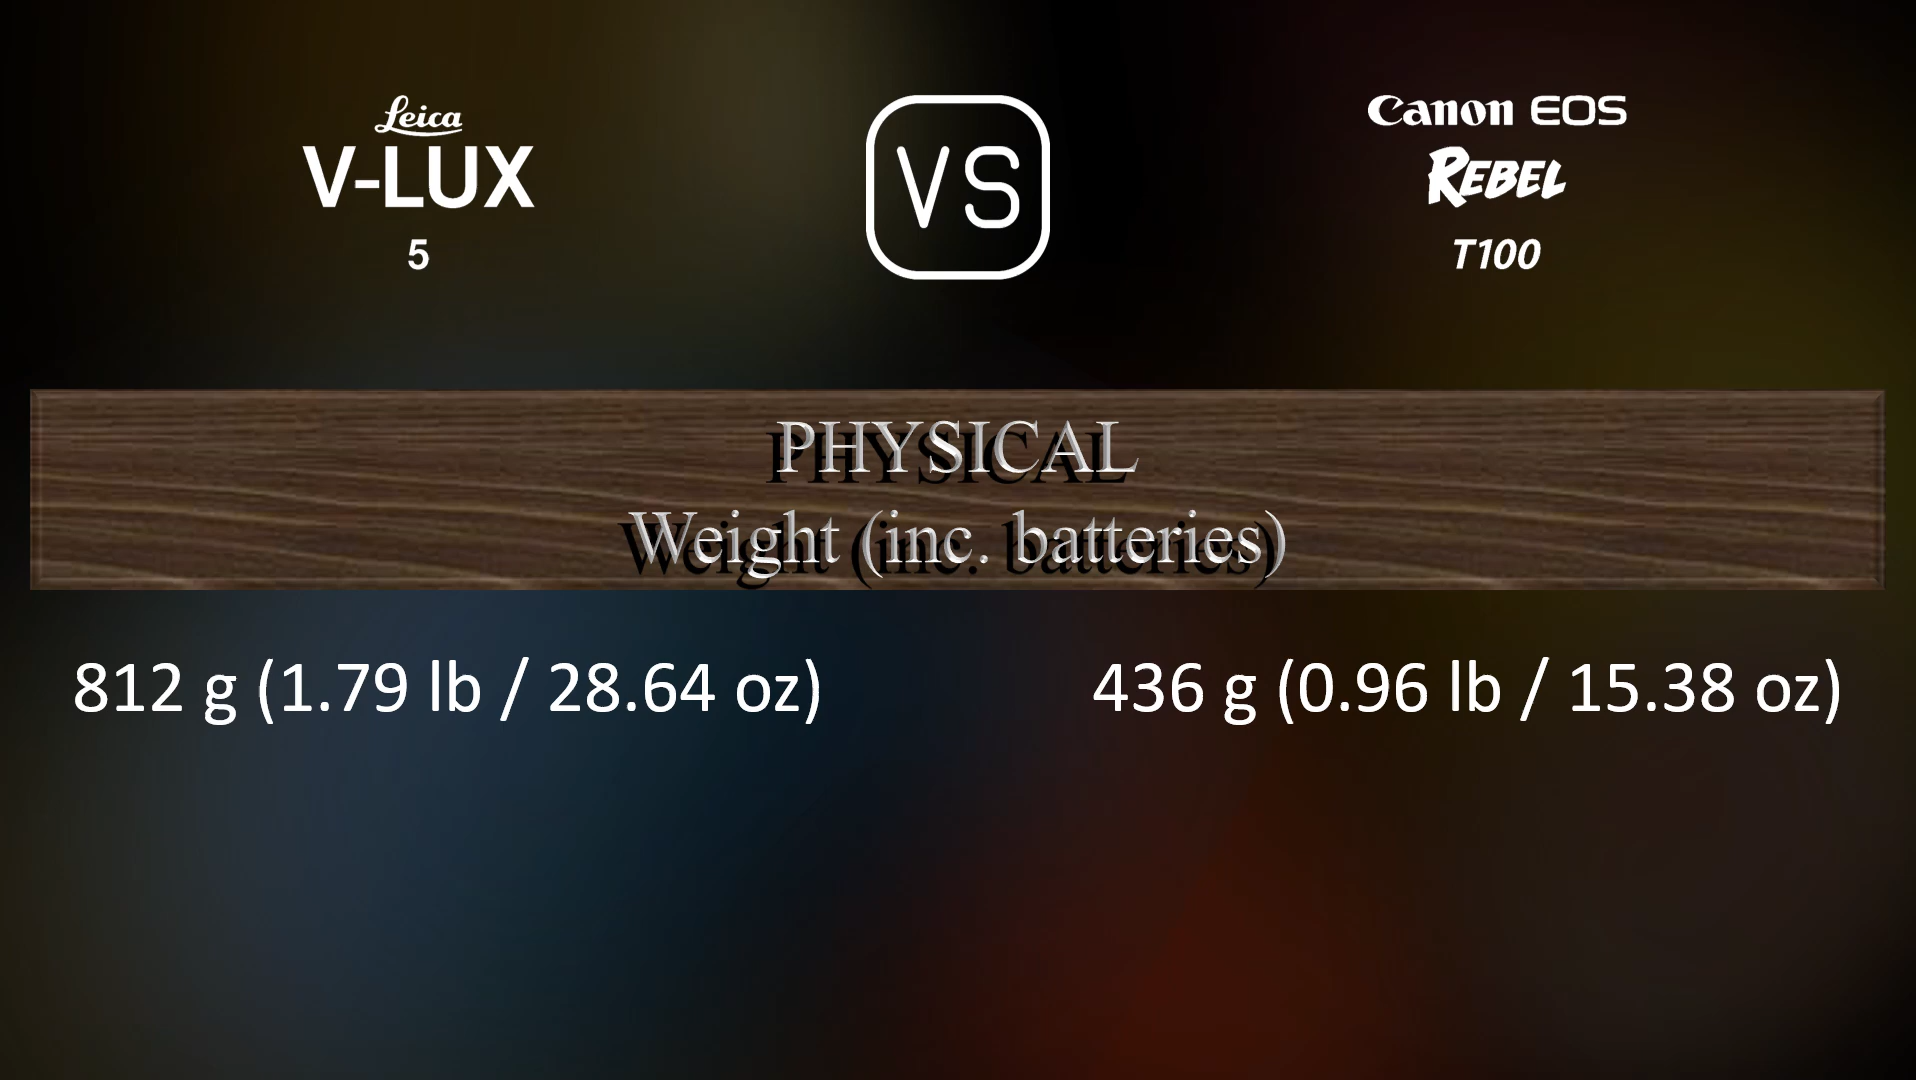 Leica
V-LUX
5
VS
Canon EOS
REBEL
T100
PHYSICAL
Weight (inc. batteries)
812 g (1.79 lb / 28.64 oz)
436 g (0.96 lb / 15.38 oz)